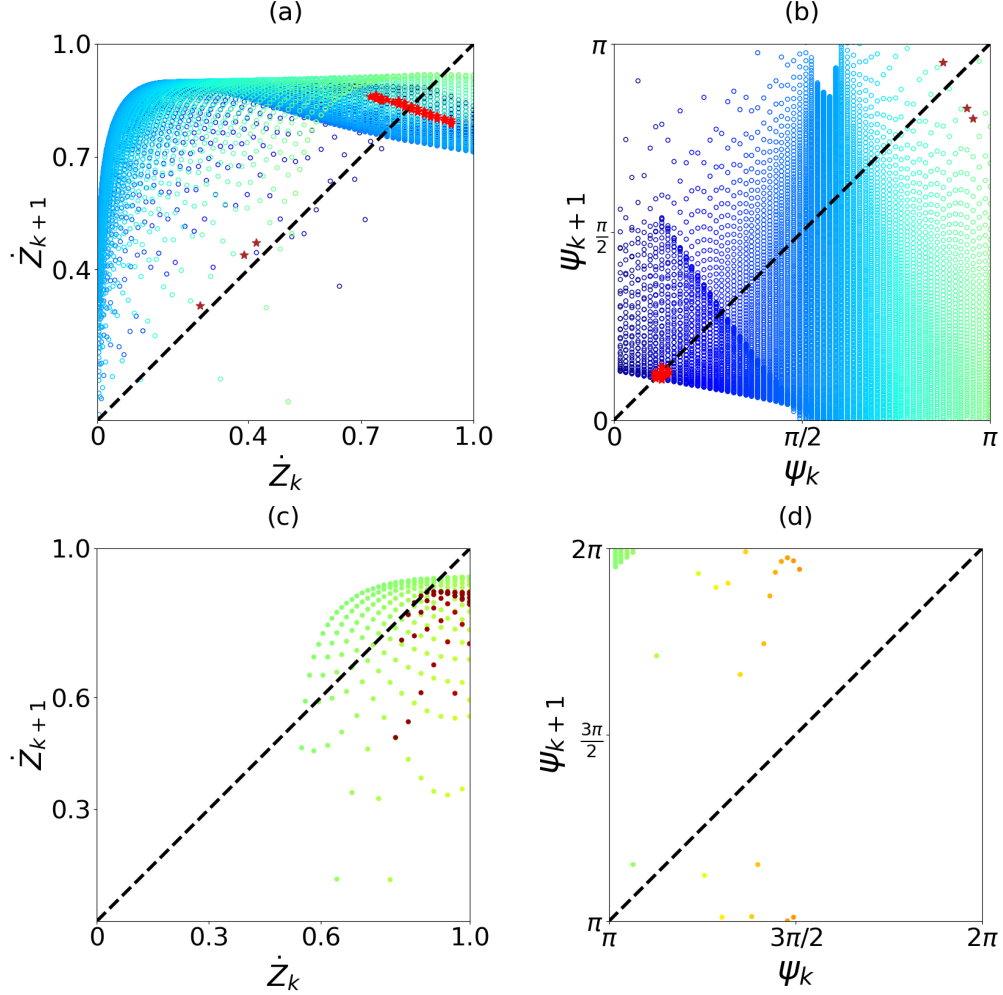 (a)
1.0
0.7
0.4
Ż_{k+1}
0 0.4 0.7 1.0
Ż_k
(b)
π
π/2
0
ψ_{k+1}
0 π/2 π
ψ_k
(c)
1.0
0.6
0.3
Ż_{k+1}
0 0.3 0.6 1.0
Ż_k
(d)
2π
3π/2
π
ψ_{k+1}
π 3π/2 2π
ψ_k